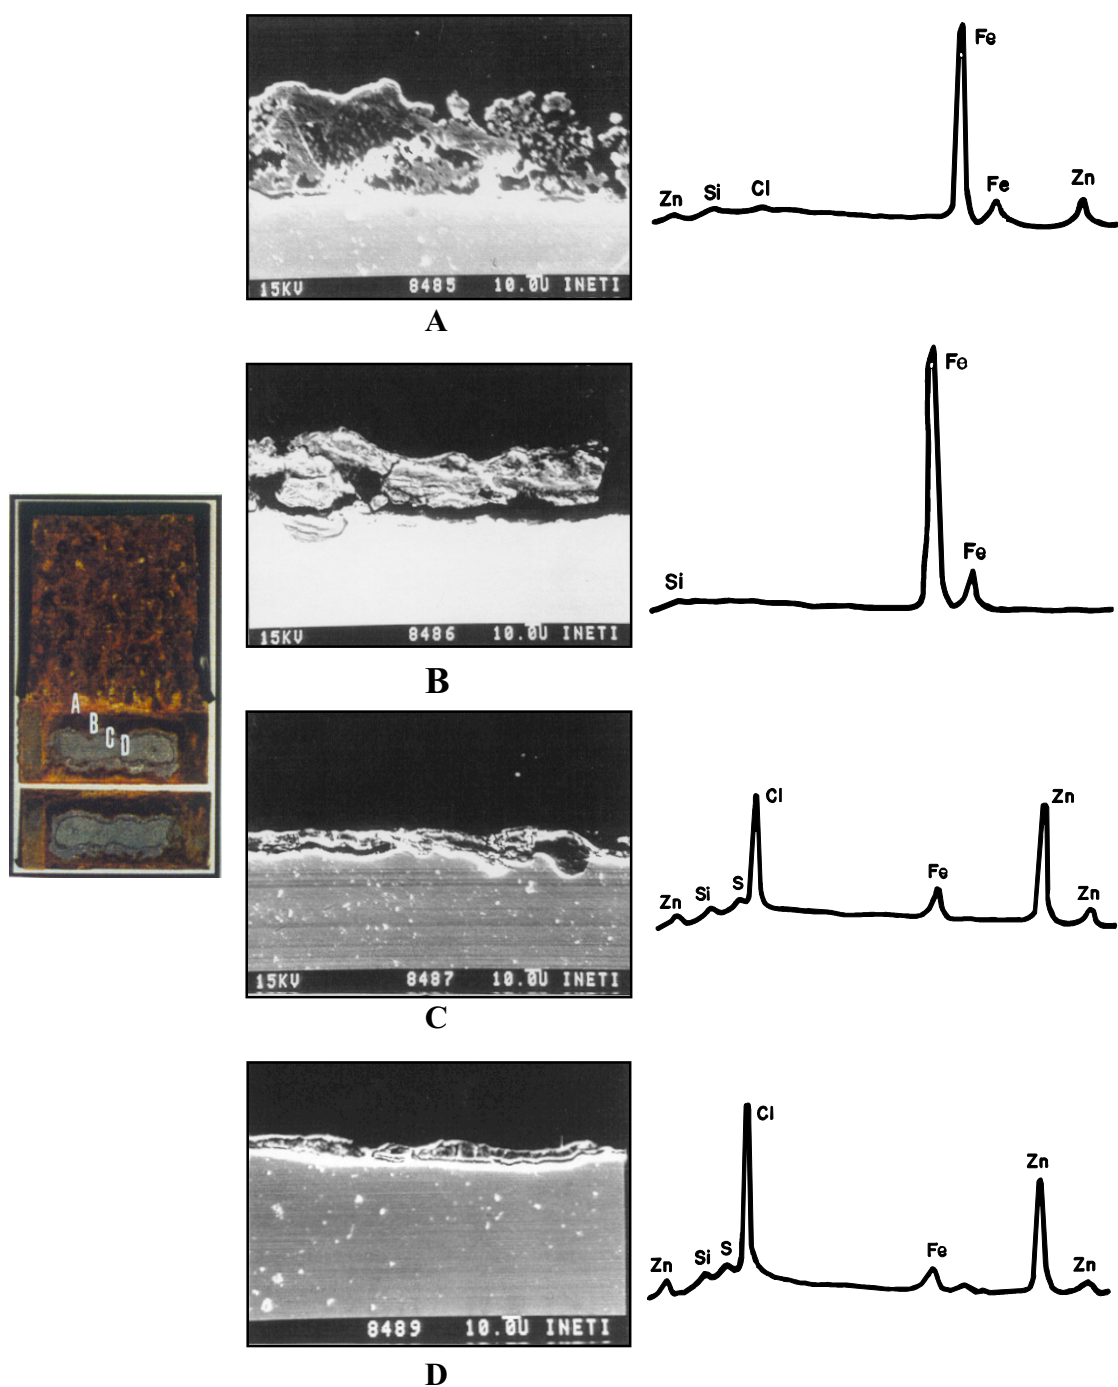 Zn Si Cl Fe Fe Zn
15KV 8485 10.0U INETI
A
Si Fe Fe
15KV 8486 10.0U INETI
B
A
B
C
D
Zn Si S Cl Fe Zn Zn
15KV 8487 10.0U INETI
C
Zn Si S Cl Fe Zn Zn
8489 10.0U INETI
D